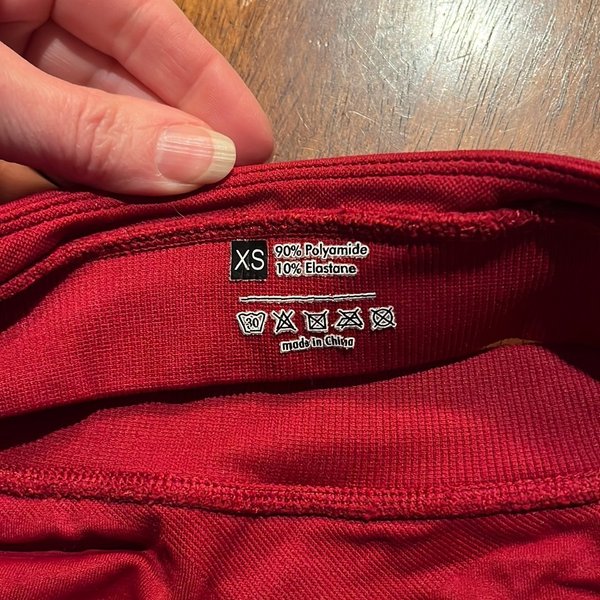 XS
90% Polyamide
10% Elastane
30
made in China